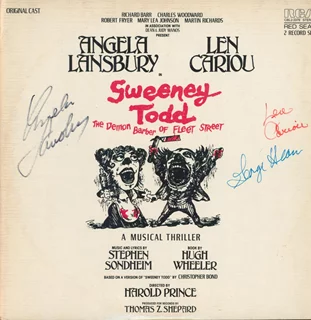 ORIGINAL CAST
RICHARD BARR CHARLES WOODWARD
ROBERT FRYER MARY LEA JOHNSON MARTIN RICHARDS
IN ASSOCIATION WITH
DEAN & JUDY MANOS
PRESENT
RCA
RED SEAL
2 RECORD SET
ANGELA LANSBURY
LEN CARIOU
IN
Sweeney
Todd
THE Demon Barber OF FLEET STREET
Angela Lansbury
Len Cariou
George Hearn
A MUSICAL THRILLER
MUSIC AND LYRICS BY
STEPHEN
SONDHEIM
BOOK BY
HUGH
WHEELER
BASED ON A VERSION OF "SWEENEY TODD" BY CHRISTOPHER BOND
DIRECTED BY
HAROLD PRINCE
PRODUCED FOR RECORDS BY
THOMAS Z. SHEPARD